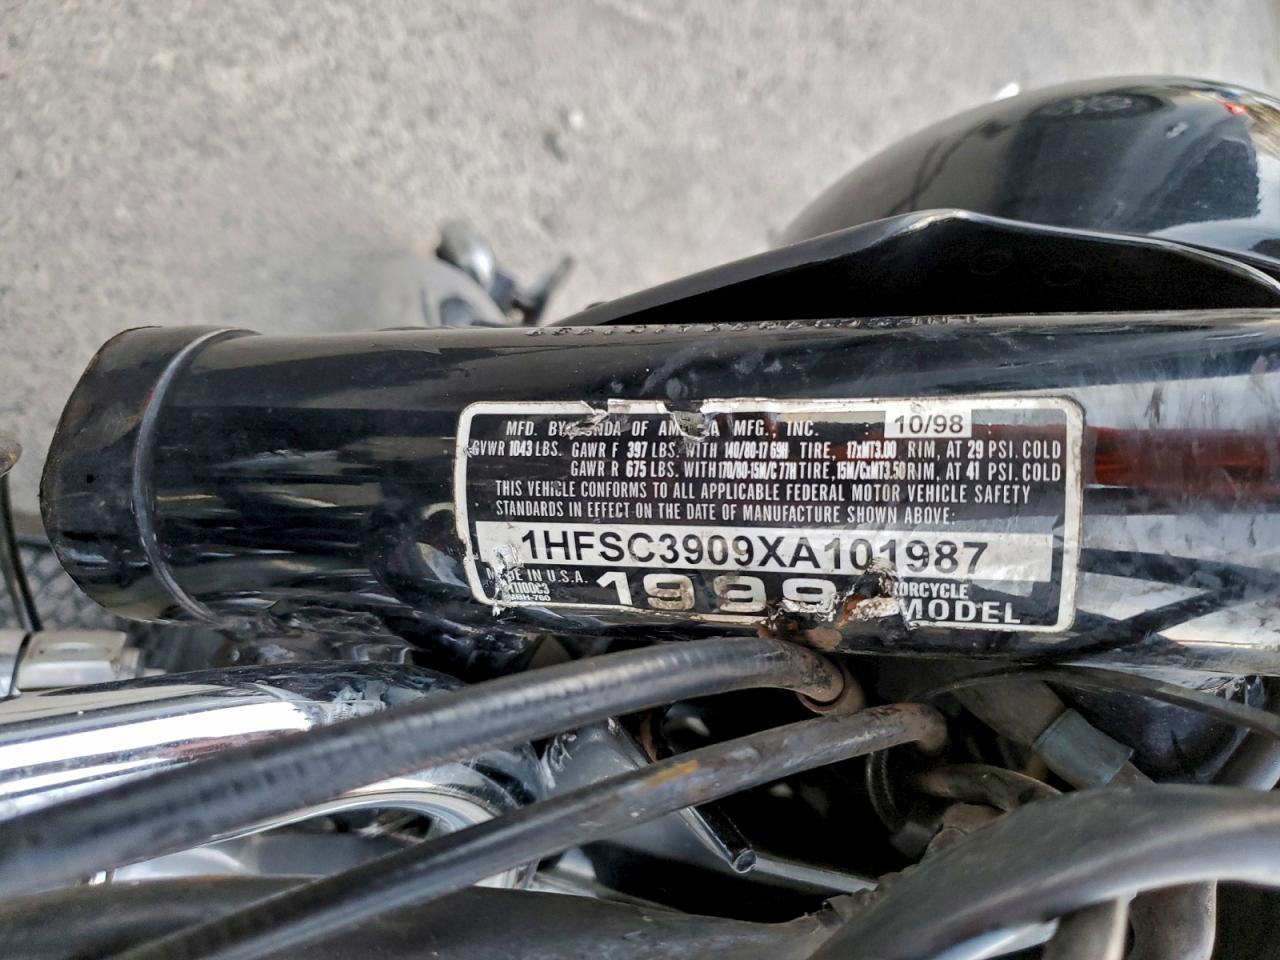 MFD. BY HONDA OF AMERICA MFG., INC. 10/98
GVWR 1043 LBS. GAWR F 397 LBS. WITH 140/80-17 69H TIRE, 17xMT3.00 RIM, AT 29 PSI. COLD
GAWR R 675 LBS. WITH 170/80-15M/C 77H TIRE, 15M/CxMT3.50 RIM, AT 41 PSI. COLD
THIS VEHICLE CONFORMS TO ALL APPLICABLE FEDERAL MOTOR VEHICLE SAFETY
STANDARDS IN EFFECT ON THE DATE OF MANUFACTURE SHOWN ABOVE:
1HFSC3909XA101987
MADE IN U.S.A. 1999 MOTORCYCLE
MODEL